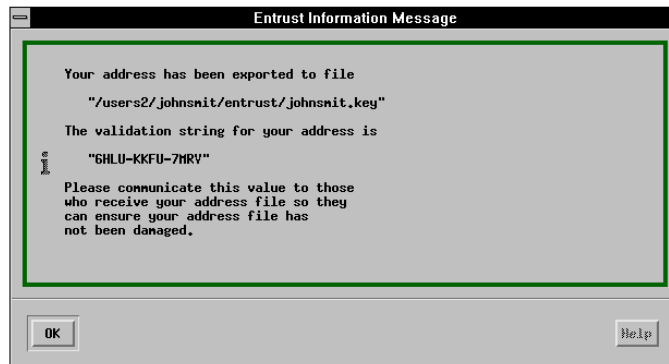 Entrust Information Message
Your address has been exported to file
"/users2/johnsmit/entrust/johnsmit.key"
The validation string for your address is
"6HLU-KKFU-7MRV"
Please communicate this value to those
who receive your address file so they
can ensure your address file has
not been damaged.
OK
Help